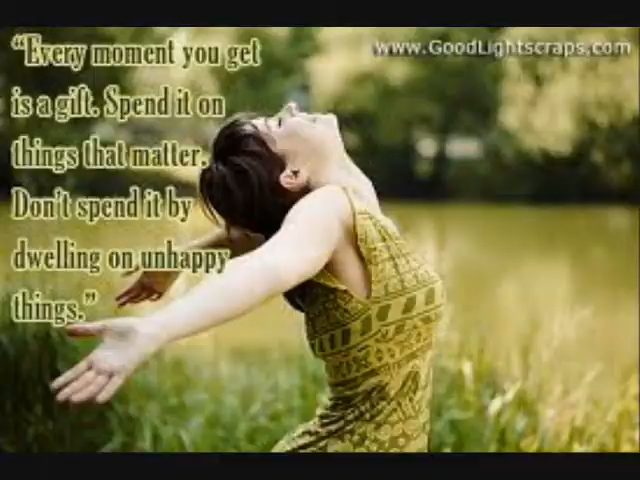 www.GoodLightscraps.com
"Every moment you get
is a gift. Spend it on
things that matter.
Don't spend it by
dwelling on unhappy
things."